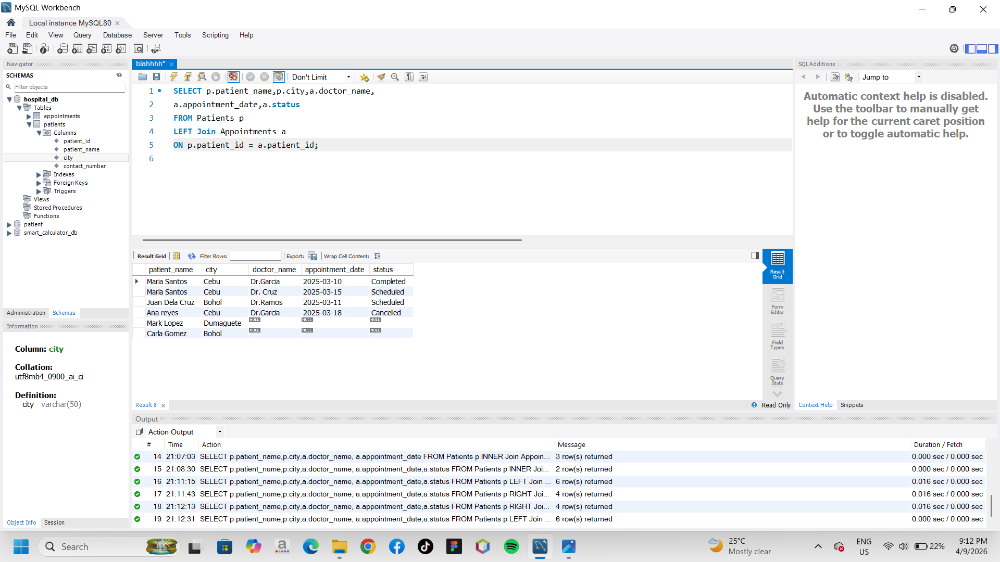 MySQL Workbench
Local instance MySQL80
File Edit View Query Database Server Tools Scripting Help
Navigator
SCHEMAS
Filter objects
hospital_db
Tables
appointments
patients
Columns
patient_id
patient_name
city
contact_number
Indexes
Foreign Keys
Triggers
Views
Stored Procedures
Functions
patient
smart_calculator_db
Administration Schemas
Information
Column: city
Collation:
utf8mb4_0900_ai_ci
Definition:
city varchar(50)
Object Info Session
blahhhh*
Don't Limit
1 SELECT p.patient_name,p.city,a.doctor_name,
2 a.appointment_date,a.status
3 FROM Patients p
4 LEFT Join Appointments a
5 ON p.patient_id = a.patient_id;
6
Result Grid Filter Rows: Export: Wrap Cell Content:
patient_name city doctor_name appointment_date status
Maria Santos Cebu Dr.Garcia 2025-03-10 Completed
Maria Santos Cebu Dr. Cruz 2025-03-15 Scheduled
Juan Dela Cruz Bohol Dr.Ramos 2025-03-11 Scheduled
Ana reyes Cebu Dr.Garcia 2025-03-18 Cancelled
Mark Lopez Dumaguete NULL NULL NULL
Carla Gomez Bohol NULL NULL NULL
Result
Grid
Form
Editor
Field
Types
Query
Stats
Result 8
Read Only
SQLAdditions
Jump to
Automatic context help is disabled.
Use the toolbar to manually get
help for the current caret position
or to toggle automatic help.
Context Help Snippets
Output
Action Output
# Time Action Message Duration / Fetch
14 21:07:03 SELECT p.patient_name,p.city,a.doctor_name, a.appointment_date FROM Patients p INNER Join Appoin... 3 row(s) returned 0.000 sec / 0.000 sec
15 21:08:30 SELECT p.patient_name,p.city,a.doctor_name, a.appointment_date,a.status FROM Patients p INNER Joi... 2 row(s) returned 0.000 sec / 0.000 sec
16 21:11:15 SELECT p.patient_name,p.city,a.doctor_name, a.appointment_date,a.status FROM Patients p LEFT Join ... 6 row(s) returned 0.016 sec / 0.000 sec
17 21:11:43 SELECT p.patient_name,p.city,a.doctor_name, a.appointment_date,a.status FROM Patients p RIGHT Joi... 4 row(s) returned 0.016 sec / 0.000 sec
18 21:12:13 SELECT p.patient_name,p.city,a.doctor_name, a.appointment_date,a.status FROM Patients p RIGHT Joi... 4 row(s) returned 0.016 sec / 0.000 sec
19 21:12:31 SELECT p.patient_name,p.city,a.doctor_name, a.appointment_date,a.status FROM Patients p LEFT Join ... 6 row(s) returned 0.000 sec / 0.000 sec
Search
25°C
Mostly clear
ENG
US
22%
9:12 PM
4/9/2026